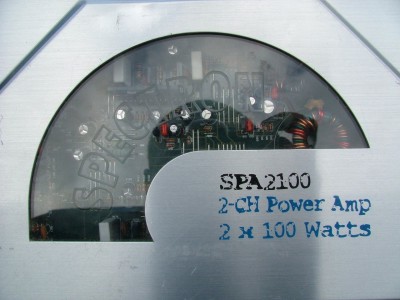 SPECTRON
SPA2100
2-CH Power Amp
2 x 100 Watts